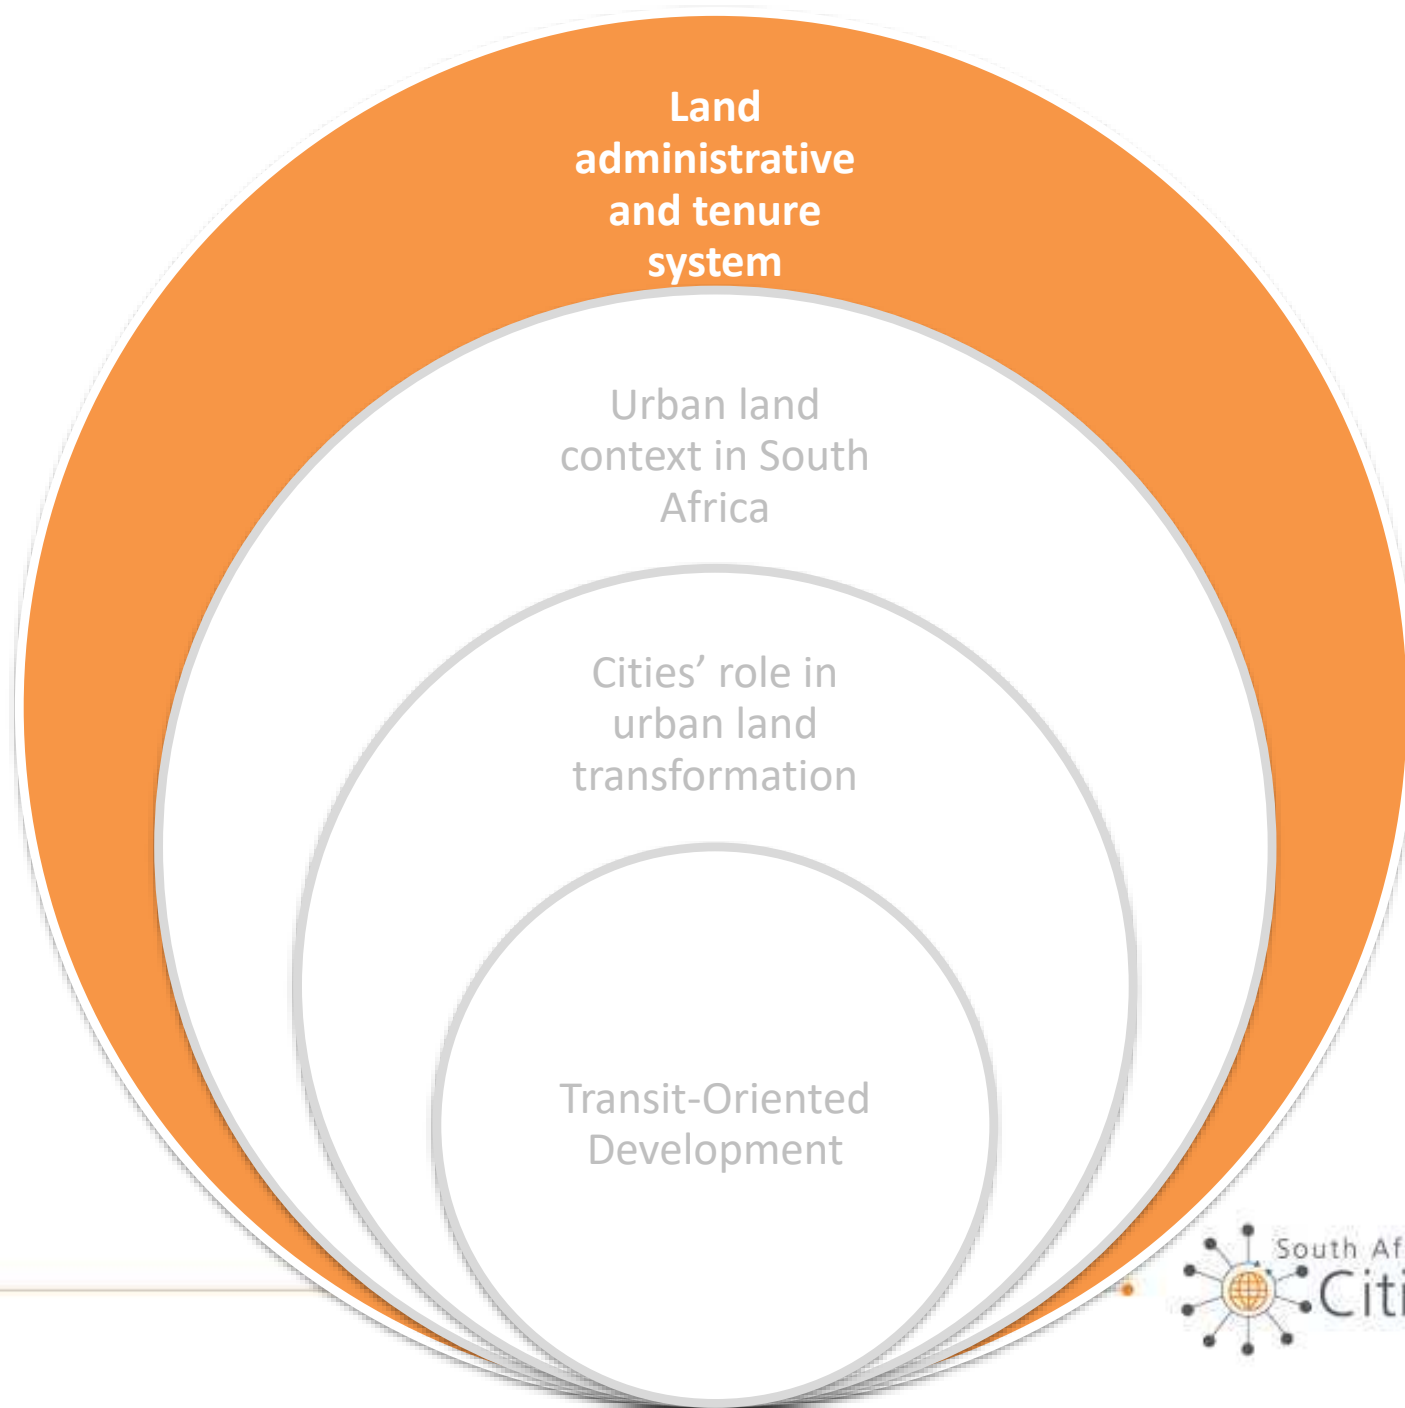 Land
administrative
and tenure
system
Urban land
context in South
Africa
Cities’ role in
urban land
transformation
Transit-Oriented
Development
South Af
Citi